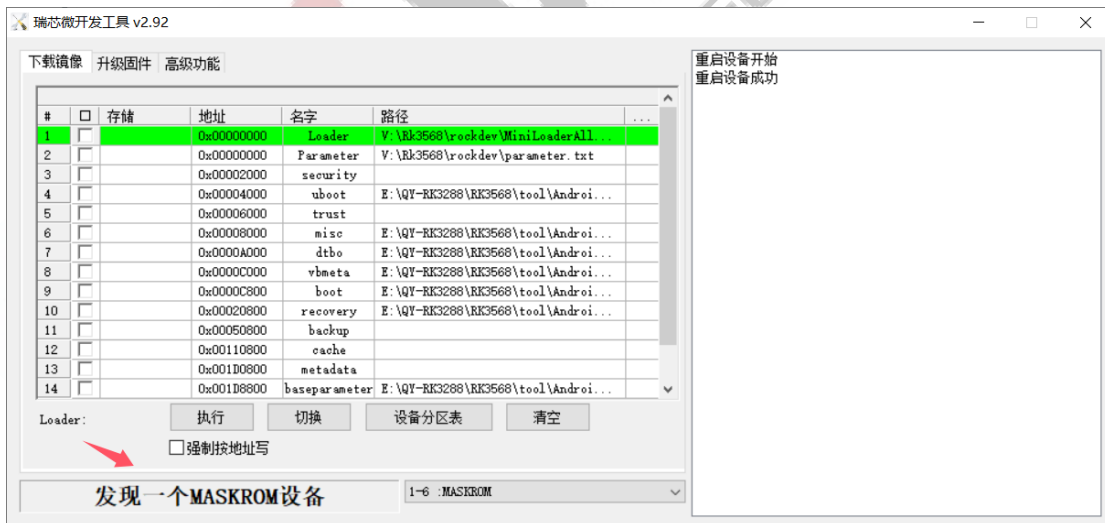 瑞芯微开发工具 v2.92
下载镜像 升级固件 高级功能
# 存储 地址 名字 路径 ...
1 0x00000000 Loader V:\Rk3568\rockdev\MiniLoaderAll...
2 0x00000000 Parameter V:\Rk3568\rockdev\parameter.txt
3 0x00002000 security
4 0x00004000 uboot E:\QY-RK3288\RK3568\tool\Androi...
5 0x00006000 trust
6 0x00008000 misc E:\QY-RK3288\RK3568\tool\Androi...
7 0x0000A000 dtbo E:\QY-RK3288\RK3568\tool\Androi...
8 0x0000C000 vbmeta E:\QY-RK3288\RK3568\tool\Androi...
9 0x0000C800 boot E:\QY-RK3288\RK3568\tool\Androi...
10 0x00020800 recovery E:\QY-RK3288\RK3568\tool\Androi...
11 0x00050800 backup
12 0x00110800 cache
13 0x001D0800 metadata
14 0x001D8800 baseparameter E:\QY-RK3288\RK3568\tool\Androi...
Loader: 执行 切换 设备分区表 清空
强制按地址写
发现一个MASKROM设备 1-6 :MASKROM
重启设备开始
重启设备成功